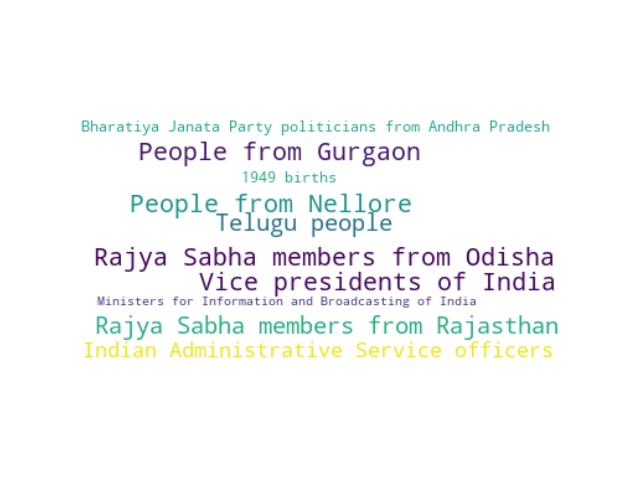 Bharatiya Janata Party politicians from Andhra Pradesh
People from Gurgaon
1949 births
People from Nellore
Telugu people
Rajya Sabha members from Odisha
Vice presidents of India
Ministers for Information and Broadcasting of India
Rajya Sabha members from Rajasthan
Indian Administrative Service officers